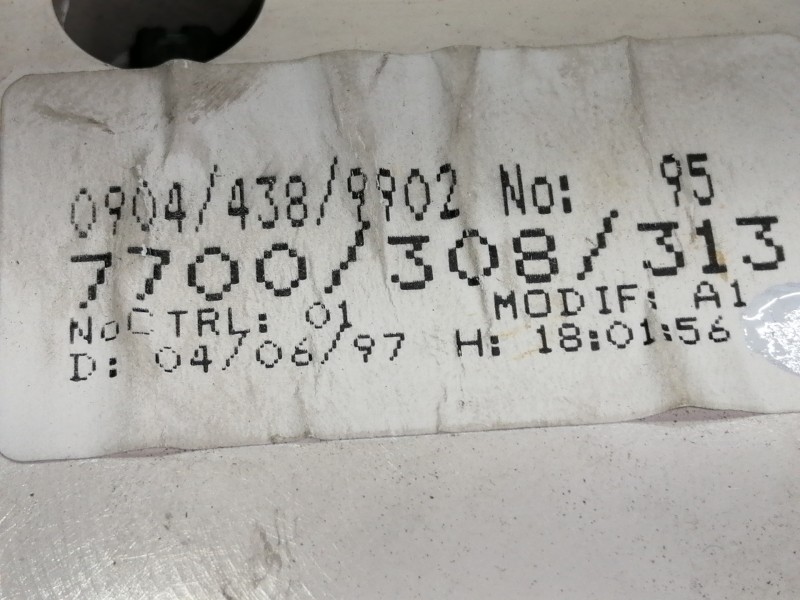 0904/438/9902 No: 95
7700/308/313
NoCTRL: 01 MODIF: A1
D: 04/06/97 H: 18:01:56